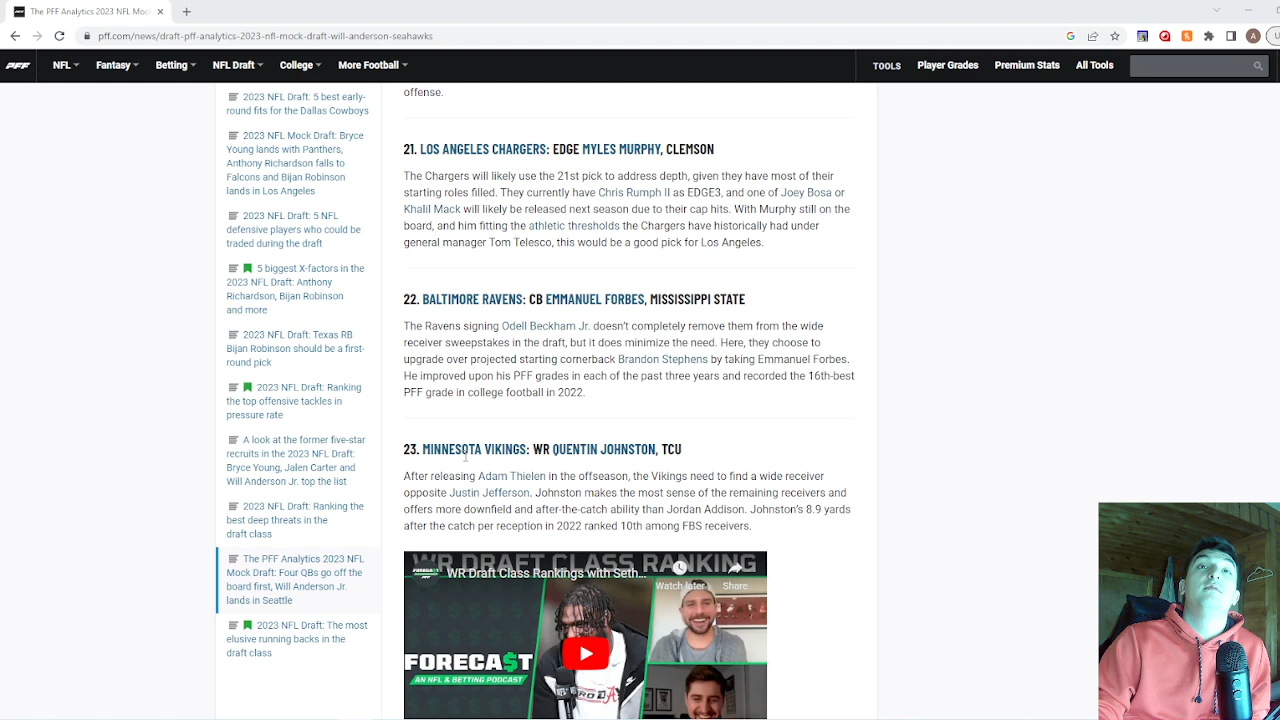 The PFF Analytics 2023 NFL Moc
pff.com/news/draft-pff-analytics-2023-nfl-mock-draft-will-anderson-seahawks
A
PFF
NFL
Fantasy
Betting
NFL Draft
College
More Football
TOOLS
Player Grades
Premium Stats
All Tools
2023 NFL Draft: 5 best early-
round fits for the Dallas Cowboys
2023 NFL Mock Draft: Bryce
Young lands with Panthers,
Anthony Richardson falls to
Falcons and Bijan Robinson
lands in Los Angeles
2023 NFL Draft: 5 NFL
defensive players who could be
traded during the draft
5 biggest X-factors in the
2023 NFL Draft: Anthony
Richardson, Bijan Robinson
and more
2023 NFL Draft: Texas RB
Bijan Robinson should be a first-
round pick
2023 NFL Draft: Ranking
the top offensive tackles in
pressure rate
A look at the former five-star
recruits in the 2023 NFL Draft:
Bryce Young, Jalen Carter and
Will Anderson Jr. top the list
2023 NFL Draft: Ranking the
best deep threats in the
draft class
The PFF Analytics 2023 NFL
Mock Draft: Four QBs go off the
board first, Will Anderson Jr.
lands in Seattle
2023 NFL Draft: The most
elusive running backs in the
draft class
offense.
21. LOS ANGELES CHARGERS: EDGE MYLES MURPHY, CLEMSON
The Chargers will likely use the 21st pick to address depth, given they have most of their
starting roles filled. They currently have Chris Rumph II as EDGE3, and one of Joey Bosa or
Khalil Mack will likely be released next season due to their cap hits. With Murphy still on the
board, and him fitting the athletic thresholds the Chargers have historically had under
general manager Tom Telesco, this would be a good pick for Los Angeles.
22. BALTIMORE RAVENS: CB EMMANUEL FORBES, MISSISSIPPI STATE
The Ravens signing Odell Beckham Jr. doesn't completely remove them from the wide
receiver sweepstakes in the draft, but it does minimize the need. Here, they choose to
upgrade over projected starting cornerback Brandon Stephens by taking Emmanuel Forbes.
He improved upon his PFF grades in each of the past three years and recorded the 16th-best
PFF grade in college football in 2022.
23. MINNESOTA VIKINGS: WR QUENTIN JOHNSTON, TCU
After releasing Adam Thielen in the offseason, the Vikings need to find a wide receiver
opposite Justin Jefferson. Johnston makes the most sense of the remaining receivers and
offers more downfield and after-the-catch ability than Jordan Addison. Johnston's 8.9 yards
after the catch per reception in 2022 ranked 10th among FBS receivers.
WR DRAFT CLASS RANKING
WR Draft Class Rankings with Seth...
Watch later
Share
FORECA$T
AN NFL & BETTING PODCAST